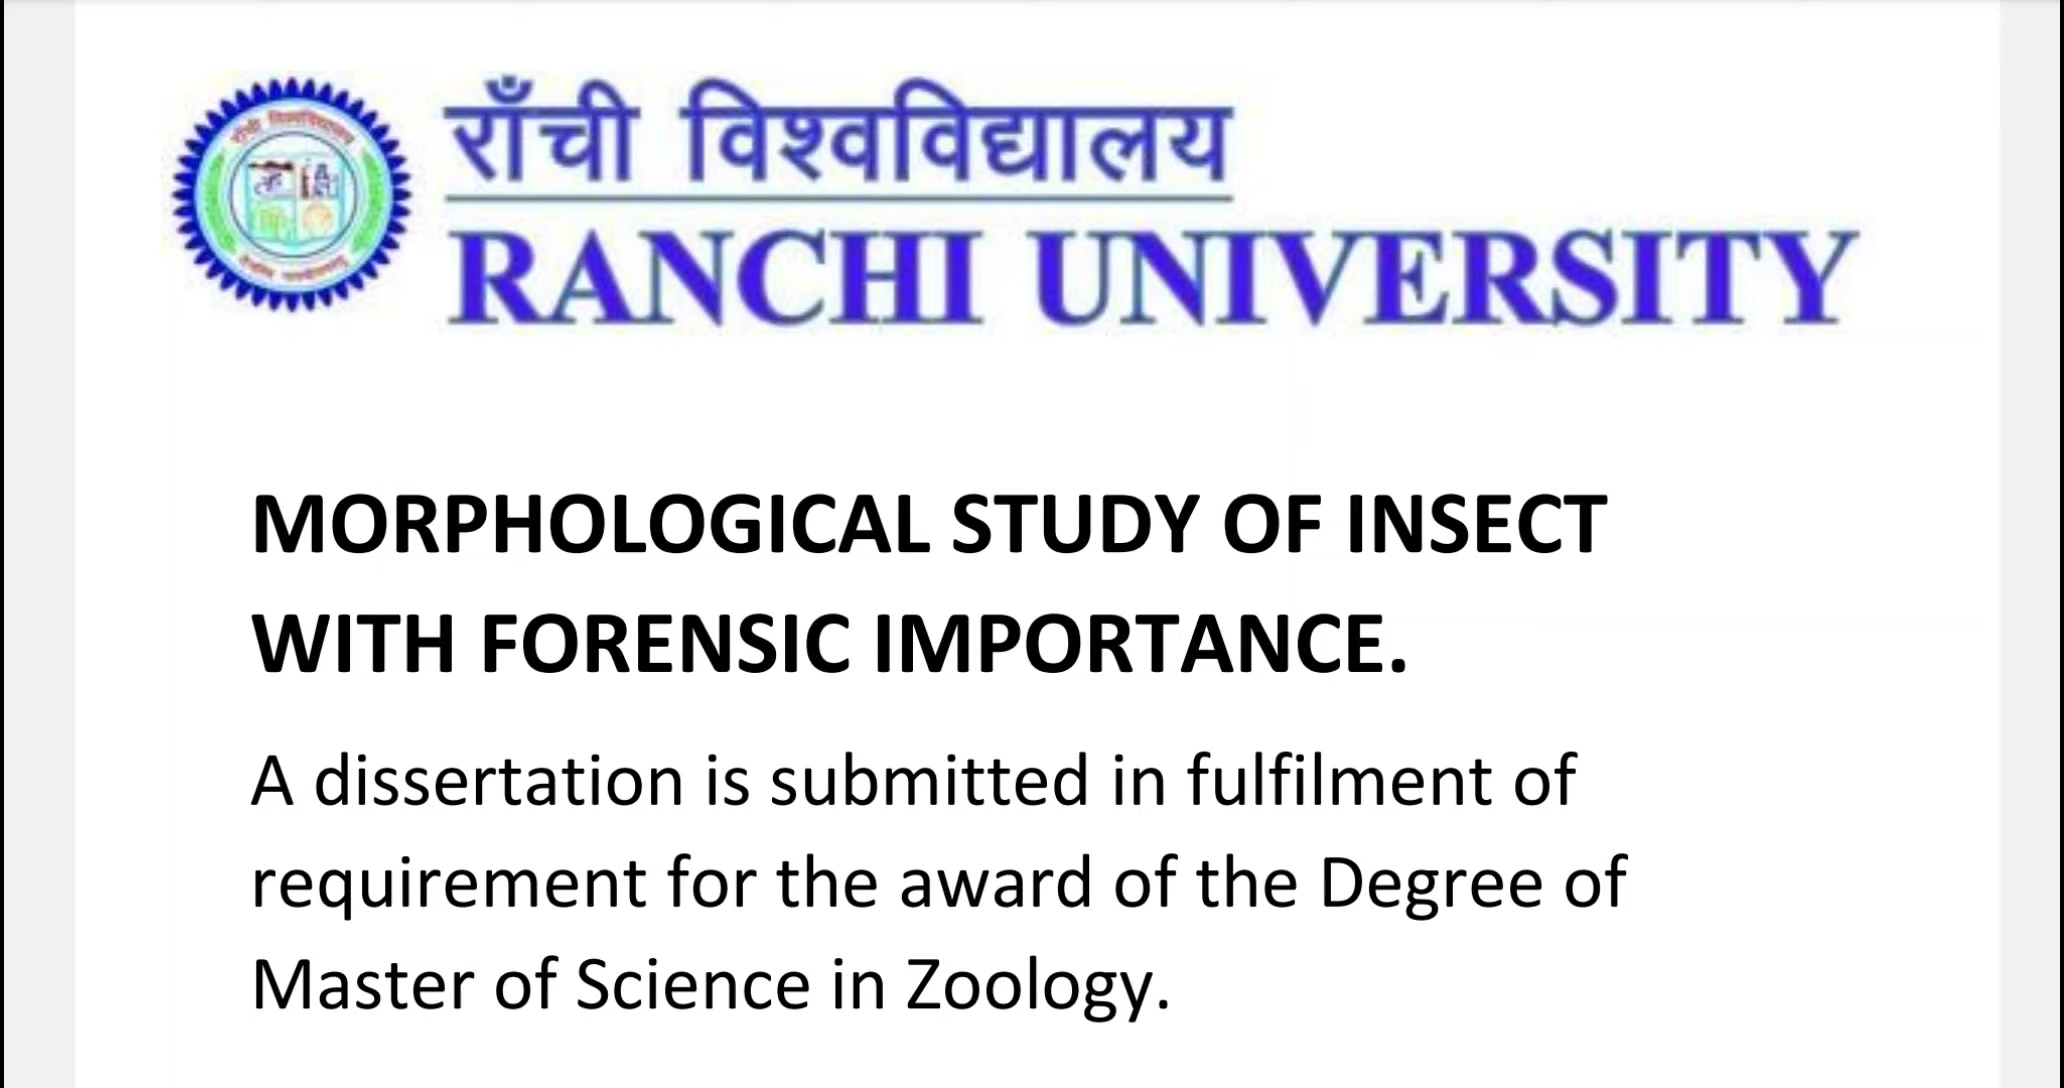 राँची विश्वविद्यालय
RANCHI UNIVERSITY
MORPHOLOGICAL STUDY OF INSECT
WITH FORENSIC IMPORTANCE.
A dissertation is submitted in fulfilment of
requirement for the award of the Degree of
Master of Science in Zoology.